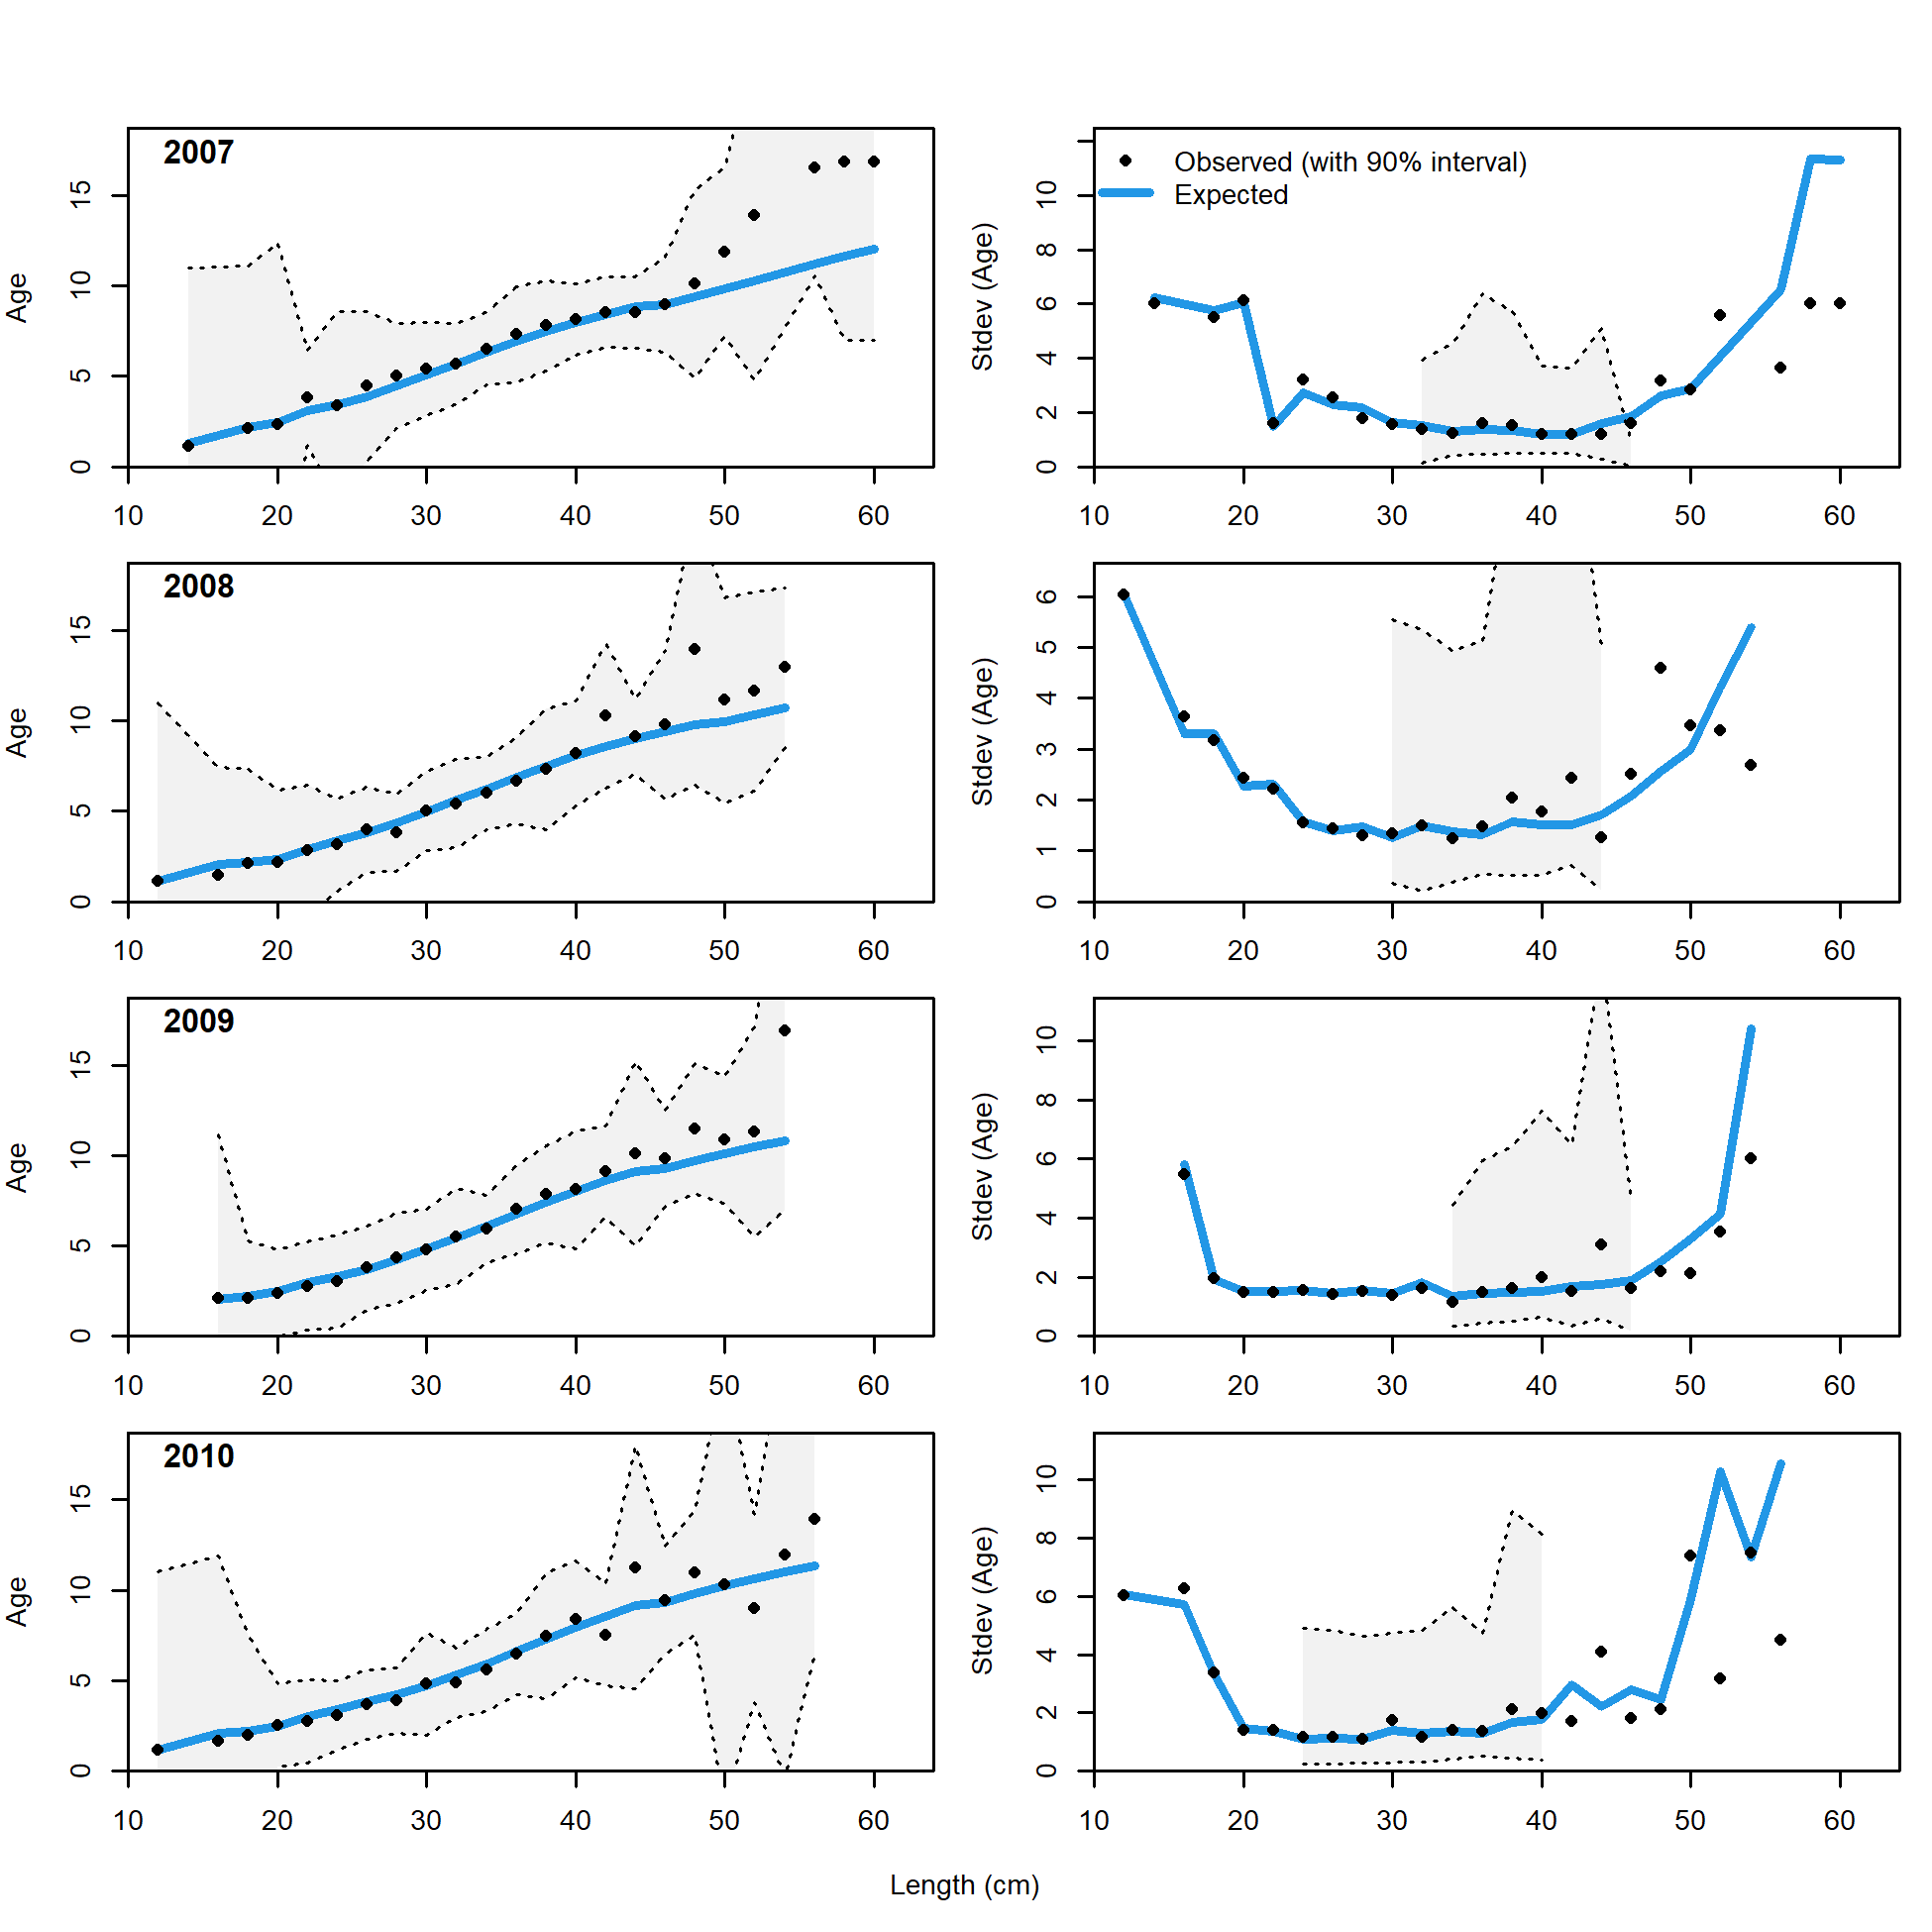 2007
Age
0 5 10 15
10 20 30 40 50 60
Observed (with 90% interval)
Expected
Stdev (Age)
0 2 4 6 8 10
10 20 30 40 50 60
2008
Age
0 5 10 15
10 20 30 40 50 60
Stdev (Age)
0 1 2 3 4 5 6
10 20 30 40 50 60
2009
Age
0 5 10 15
10 20 30 40 50 60
Stdev (Age)
0 2 4 6 8 10
10 20 30 40 50 60
2010
Age
0 5 10 15
10 20 30 40 50 60
Stdev (Age)
0 2 4 6 8 10
10 20 30 40 50 60
Length (cm)